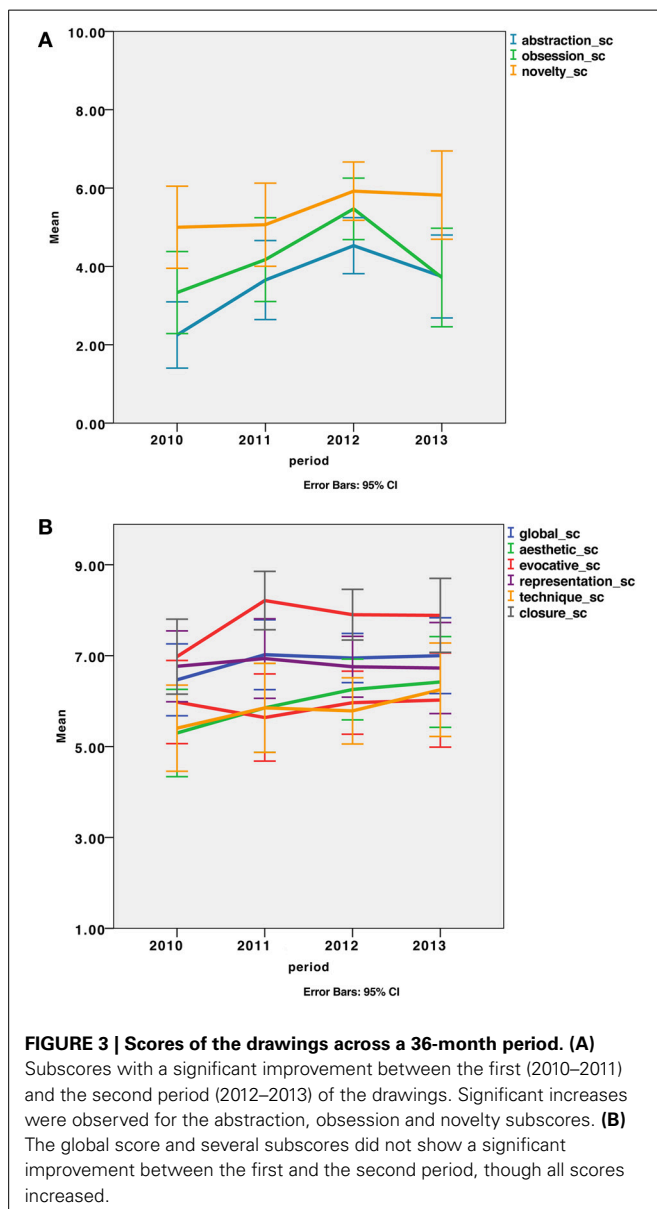 A
10.00
8.00
6.00
4.00
2.00
0.00
Mean
2010 2011 2012 2013
period
Error Bars: 95% CI
abstraction_sc
obsession_sc
novelty_sc
B
9.00
7.00
5.00
3.00
1.00
Mean
2010 2011 2012 2013
period
Error Bars: 95% CI
global_sc
aesthetic_sc
evocative_sc
representation_sc
technique_sc
closure_sc
FIGURE 3 | Scores of the drawings across a 36-month period. (A)
Subscores with a significant improvement between the first (2010–2011)
and the second period (2012–2013) of the drawings. Significant increases
were observed for the abstraction, obsession and novelty subscores. (B)
The global score and several subscores did not show a significant
improvement between the first and the second period, though all scores
increased.